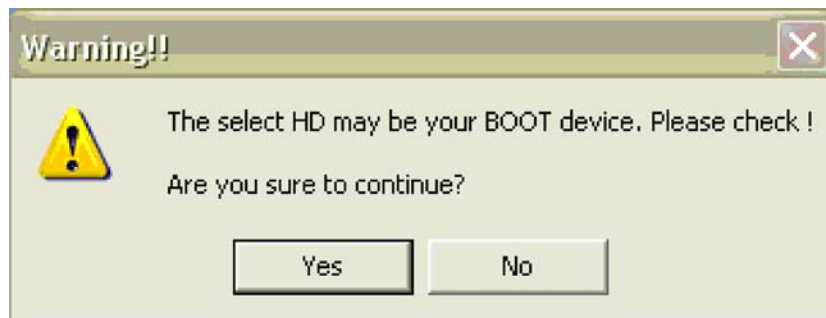 Warning!!
The select HD may be your BOOT device. Please check !
Are you sure to continue?
Yes No